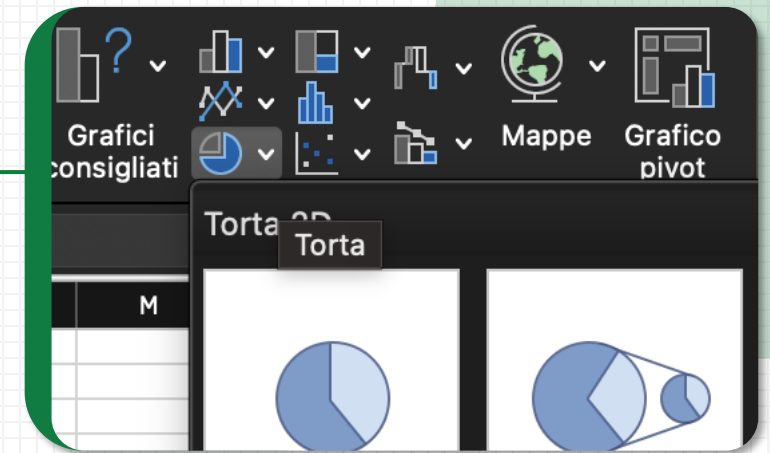 Grafici
consigliati
Mappe
Grafico
pivot
Torta 2D
Torta
M